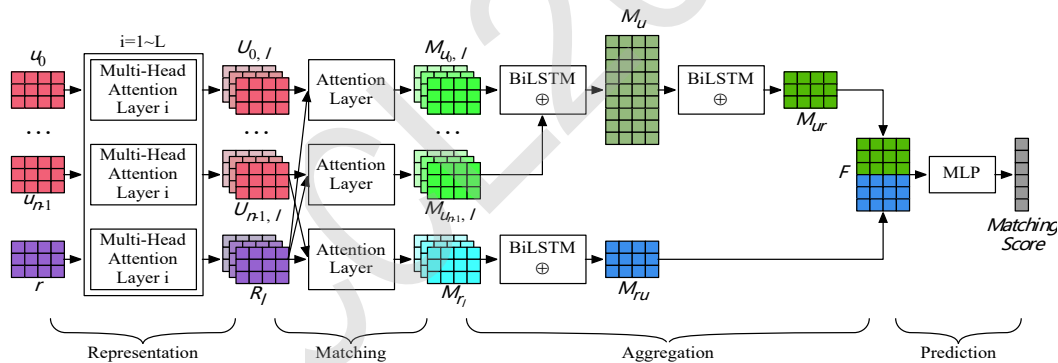 i=1~L
u0
Multi-Head
Attention
Layer i
U0, l
Attention
Layer
Mu0, l
BiLSTM
⊕
Mu
BiLSTM
⊕
Mur
...
...
...
...
un-1
Multi-Head
Attention
Layer i
Un-1, l
Attention
Layer
Mun-1, l
r
Multi-Head
Attention
Layer i
Rl
Attention
Layer
Mrl
BiLSTM
⊕
Mru
F
MLP
Matching
Score
Representation
Matching
Aggregation
Prediction